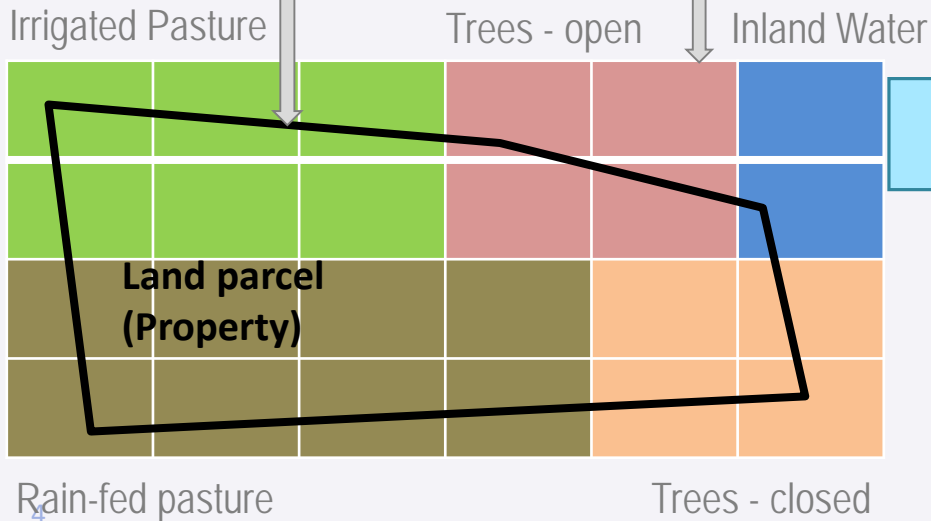 Irrigated Pasture
Trees - open
Inland Water
Land parcel
(Property)
Rain-fed pasture
Trees - closed
4